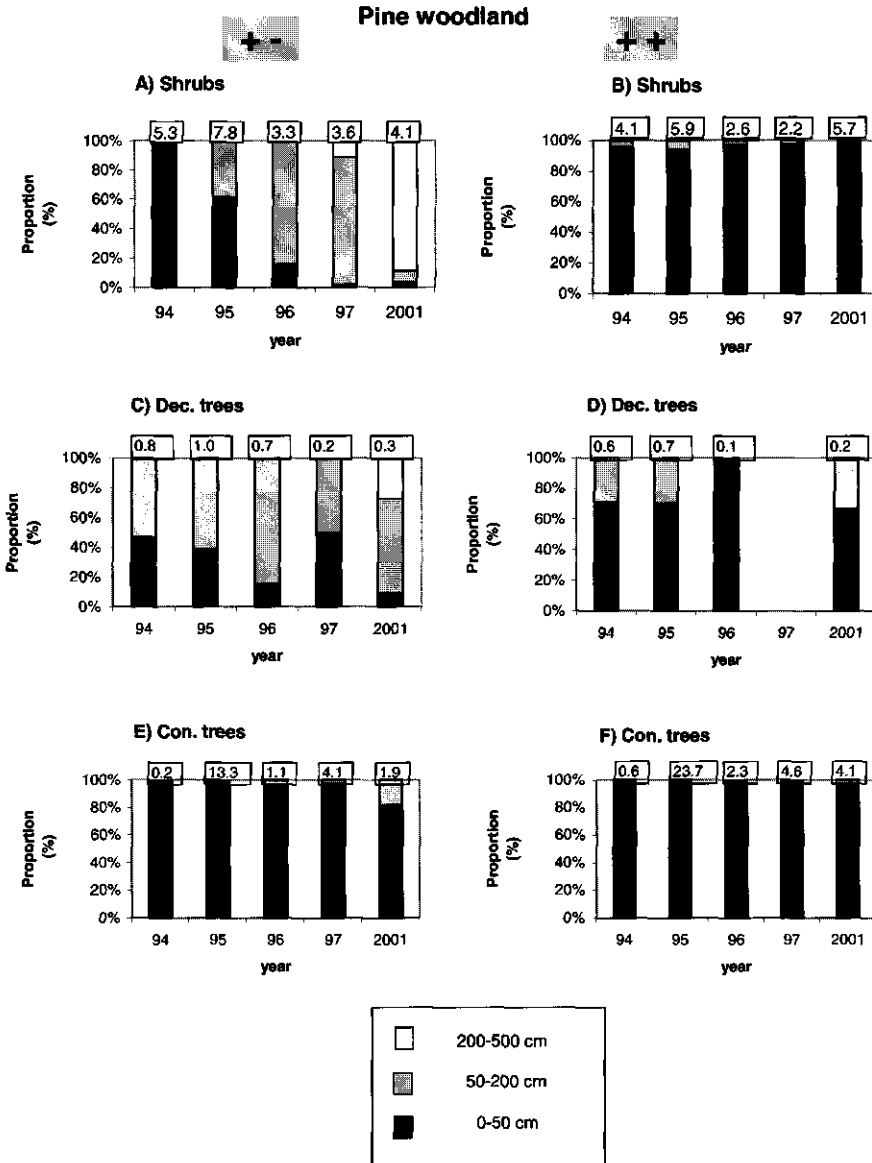 Pine woodland
+ -
+ +
A) Shrubs
5.3 7.8 3.3 3.6 4.1
100%
80%
60%
40%
20%
0%
Proportion
(%)
94 95 96 97 2001
year
B) Shrubs
4.1 5.9 2.6 2.2 5.7
100%
80%
60%
40%
20%
0%
Proportion
(%)
94 95 96 97 2001
year
C) Dec. trees
0.8 1.0 0.7 0.2 0.3
100%
80%
60%
40%
20%
0%
Proportion
(%)
94 95 96 97 2001
year
D) Dec. trees
0.6 0.7 0.1 0.2
100%
80%
60%
40%
20%
0%
Proportion
(%)
94 95 96 97 2001
year
E) Con. trees
0.2 13.3 1.1 4.1 1.9
100%
80%
60%
40%
20%
0%
Proportion
(%)
94 95 96 97 2001
year
F) Con. trees
0.6 23.7 2.3 4.6 4.1
100%
80%
60%
40%
20%
0%
Proportion
(%)
94 95 96 97 2001
year
200-500 cm
50-200 cm
0-50 cm